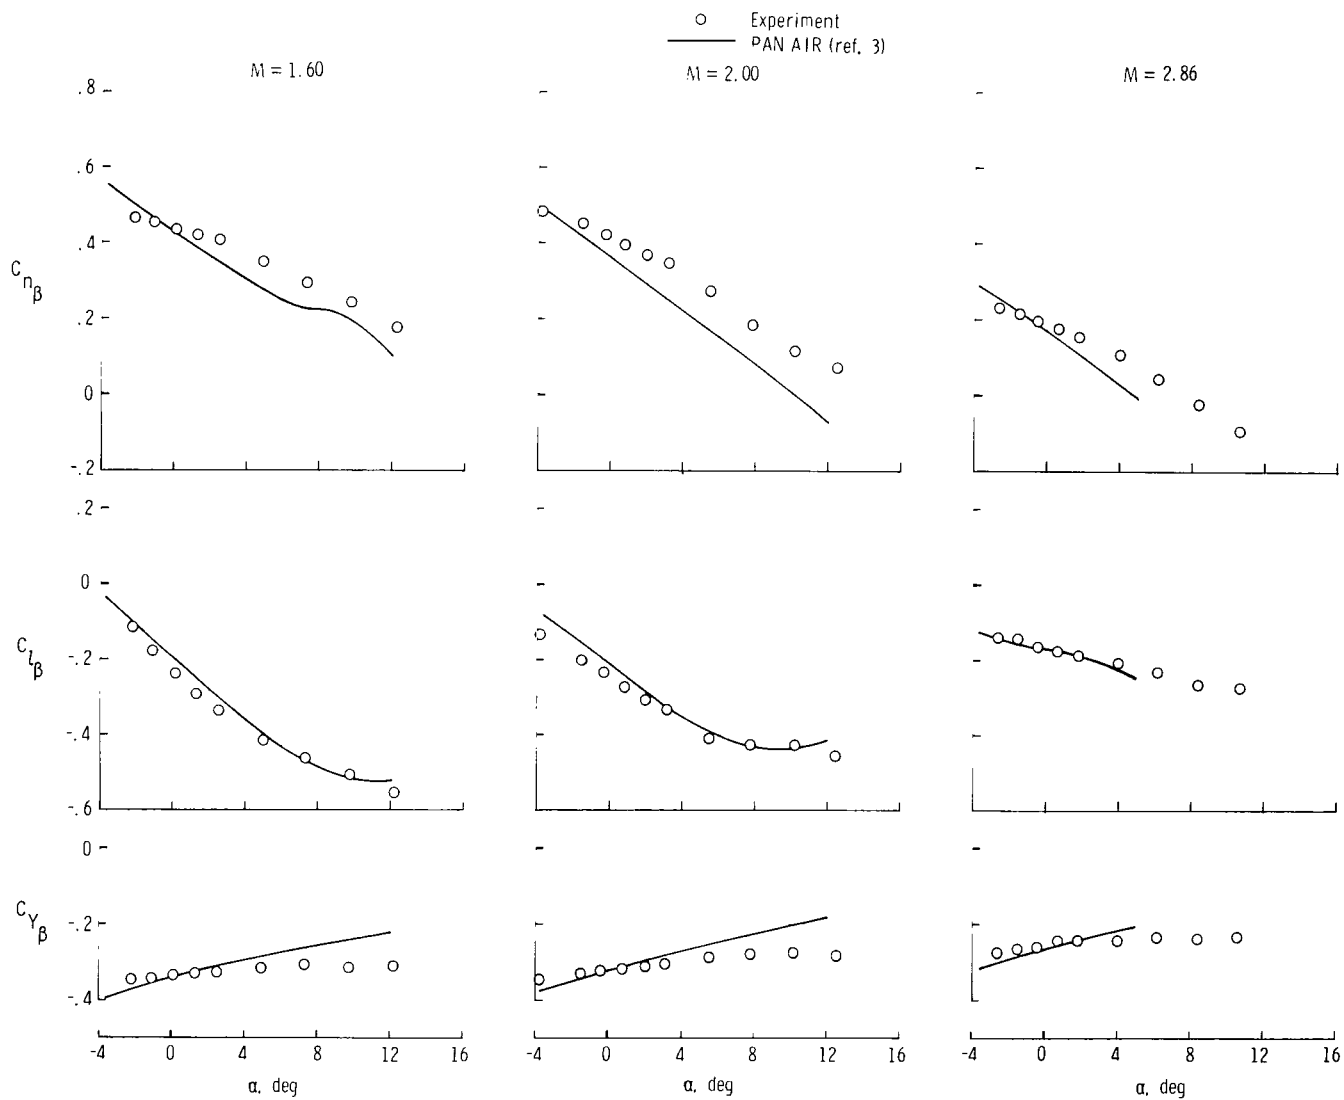 Experiment
PAN AIR (ref. 3)
M = 1.60
M = 2.00
M = 2.86
.8
.6
.4
.2
0
-.2
C_nβ
.2
0
-.2
-.4
-.6
C_lβ
0
-.2
-.4
C_Yβ
-4 0 4 8 12 16
-4 0 4 8 12 16
-4 0 4 8 12 16
α, deg
α, deg
α, deg